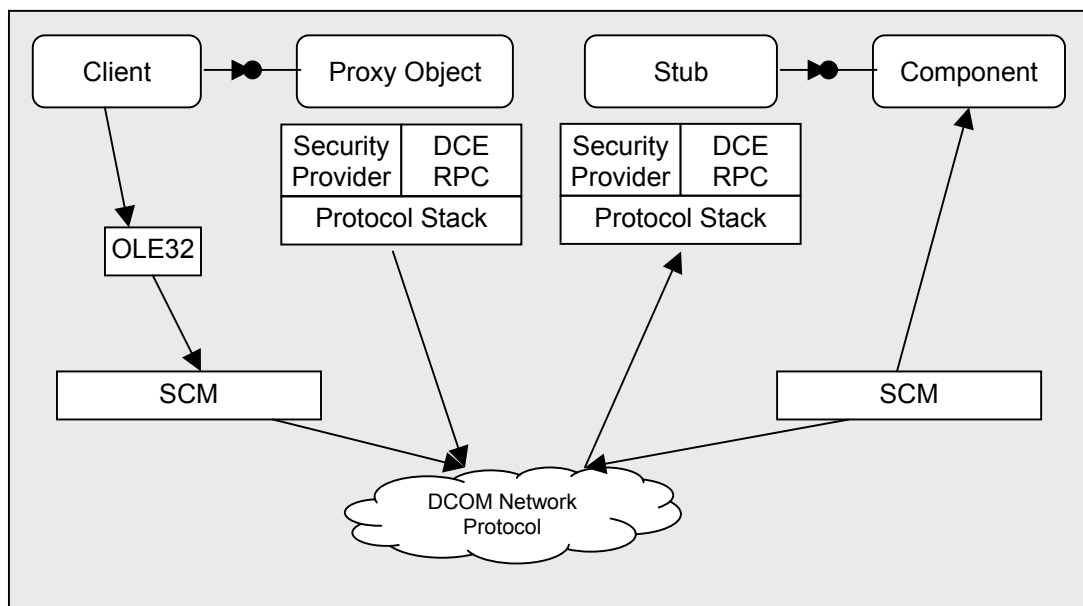 Client
Proxy Object
Stub
Component
Security
Provider
DCE
RPC
Protocol Stack
Security
Provider
DCE
RPC
Protocol Stack
OLE32
SCM
SCM
DCOM Network
Protocol